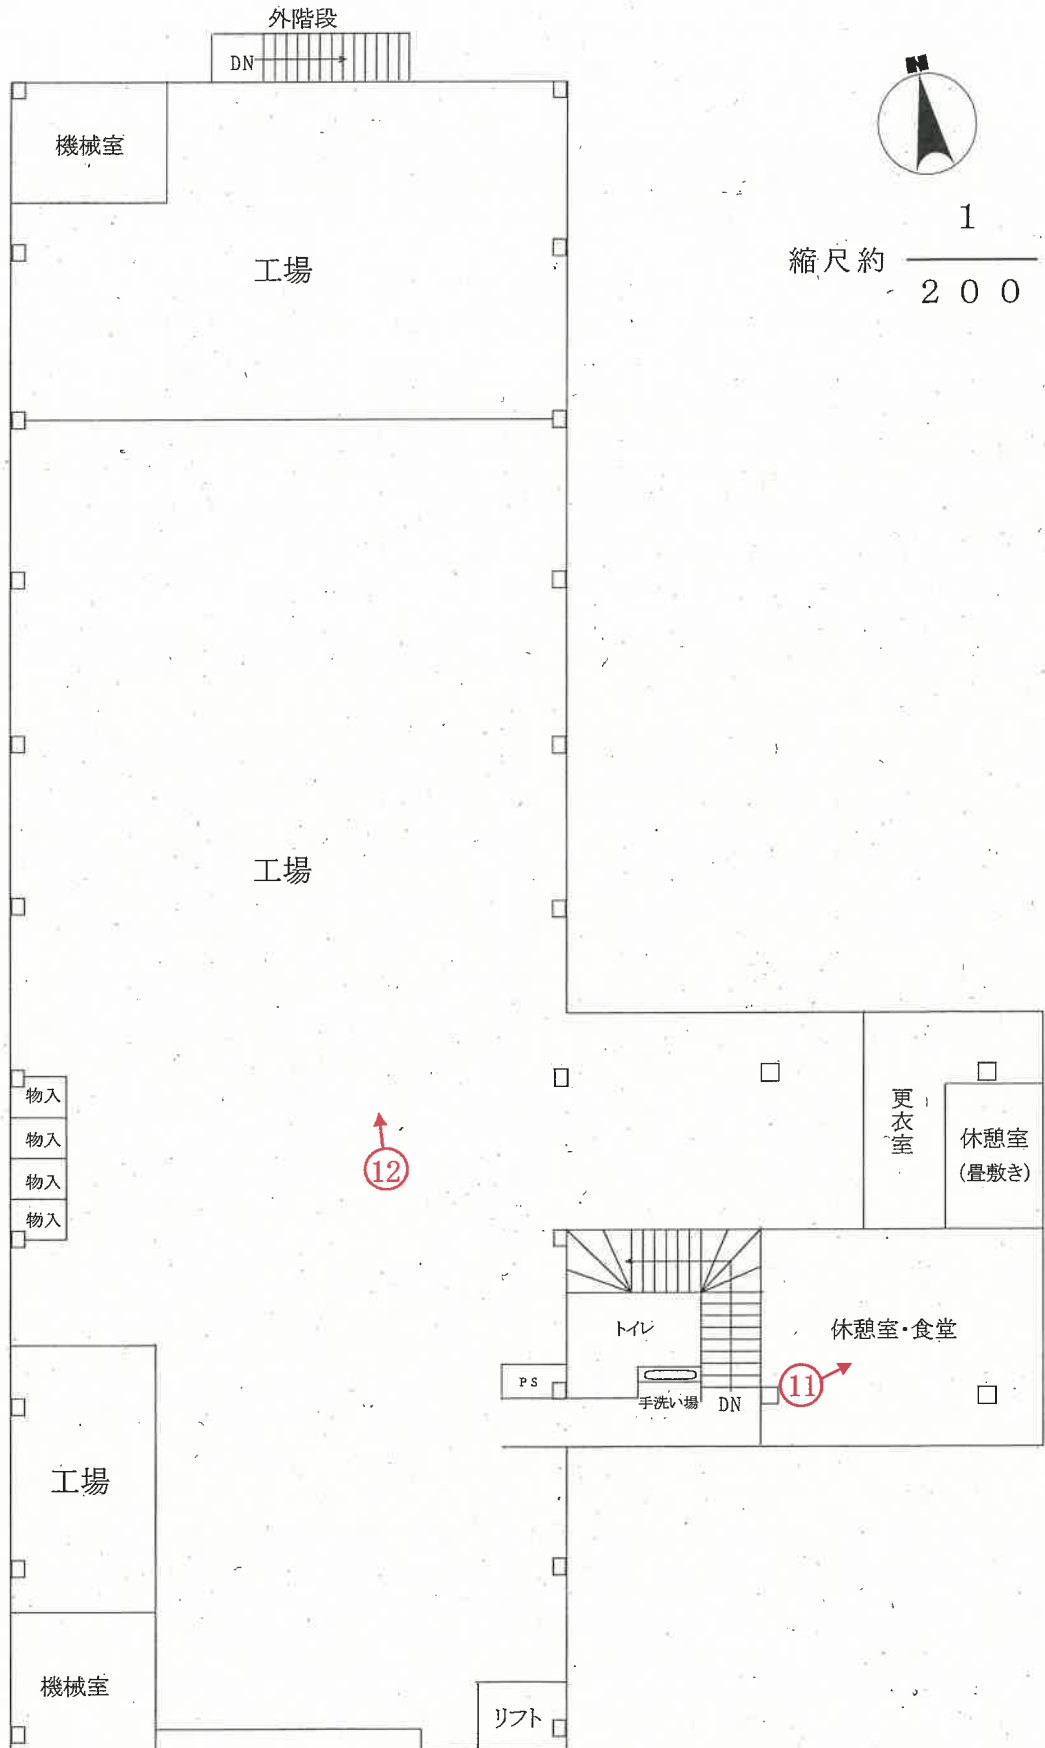 外階段
DN
N
機械室
1
縮尺約
200
工場
工場
物入
物入
物入
物入
更衣室
休憩室
(畳敷き)
⑫
トイレ
休憩室・食堂
PS
手洗い場
DN
⑪
工場
機械室
リフト